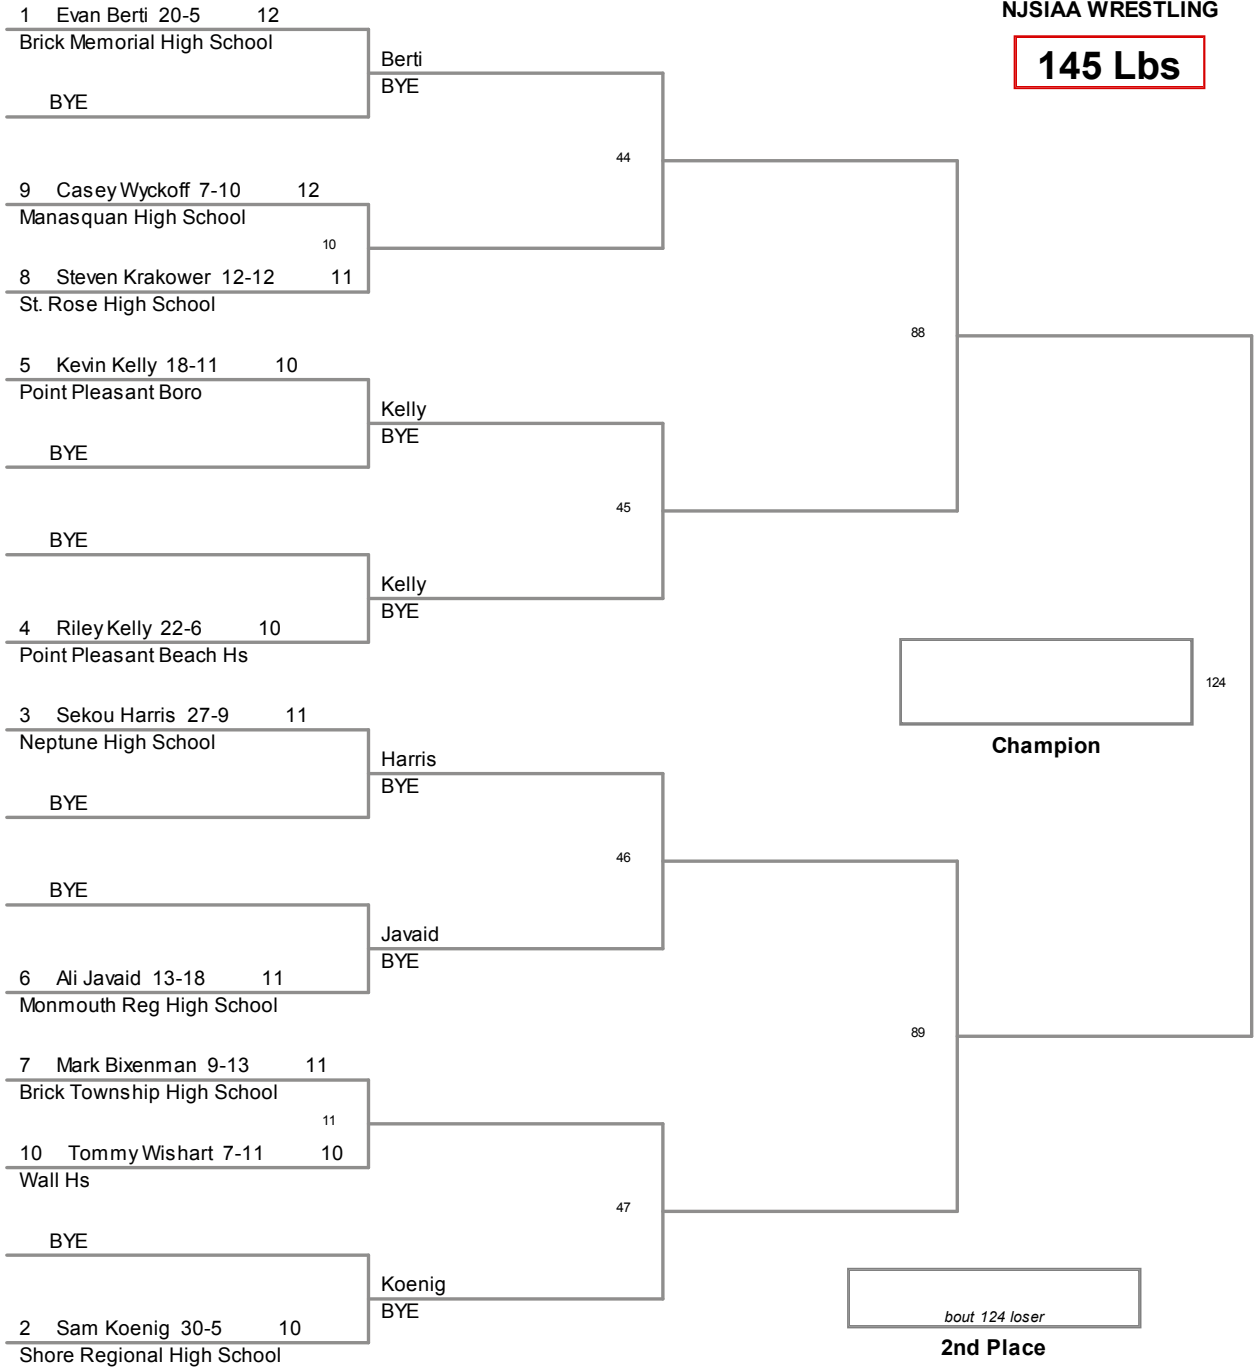 NJSIAA WRESTLING
145 Lbs
1 Evan Berti 20-5 12
Brick Memorial High School
BYE
Berti
BYE
44
9 Casey Wyckoff 7-10 12
Manasquan High School
10
8 Steven Krakower 12-12 11
St. Rose High School
88
5 Kevin Kelly 18-11 10
Point Pleasant Boro
BYE
Kelly
BYE
45
BYE
Kelly
BYE
4 Riley Kelly 22-6 10
Point Pleasant Beach Hs
124
Champion
3 Sekou Harris 27-9 11
Neptune High School
BYE
Harris
BYE
46
BYE
Javaid
BYE
6 Ali Javaid 13-18 11
Monmouth Reg High School
89
7 Mark Bixenman 9-13 11
Brick Township High School
11
10 Tommy Wishart 7-11 10
Wall Hs
47
BYE
Koenig
BYE
2 Sam Koenig 30-5 10
Shore Regional High School
bout 124 loser
2nd Place